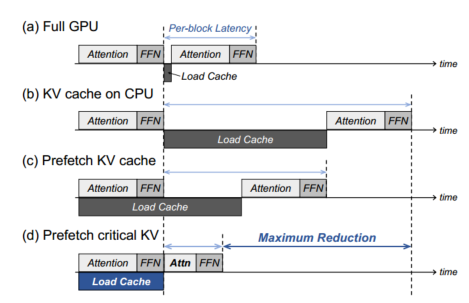 (a) Full GPU
Per-block Latency
Attention FFN Attention FFN
Load Cache
time
(b) KV cache on CPU
Attention FFN Attention FFN
Load Cache
time
(c) Prefetch KV cache
Attention FFN Attention FFN
Load Cache
time
(d) Prefetch critical KV
Maximum Reduction
Attention FFN Attn FFN
Load Cache
time